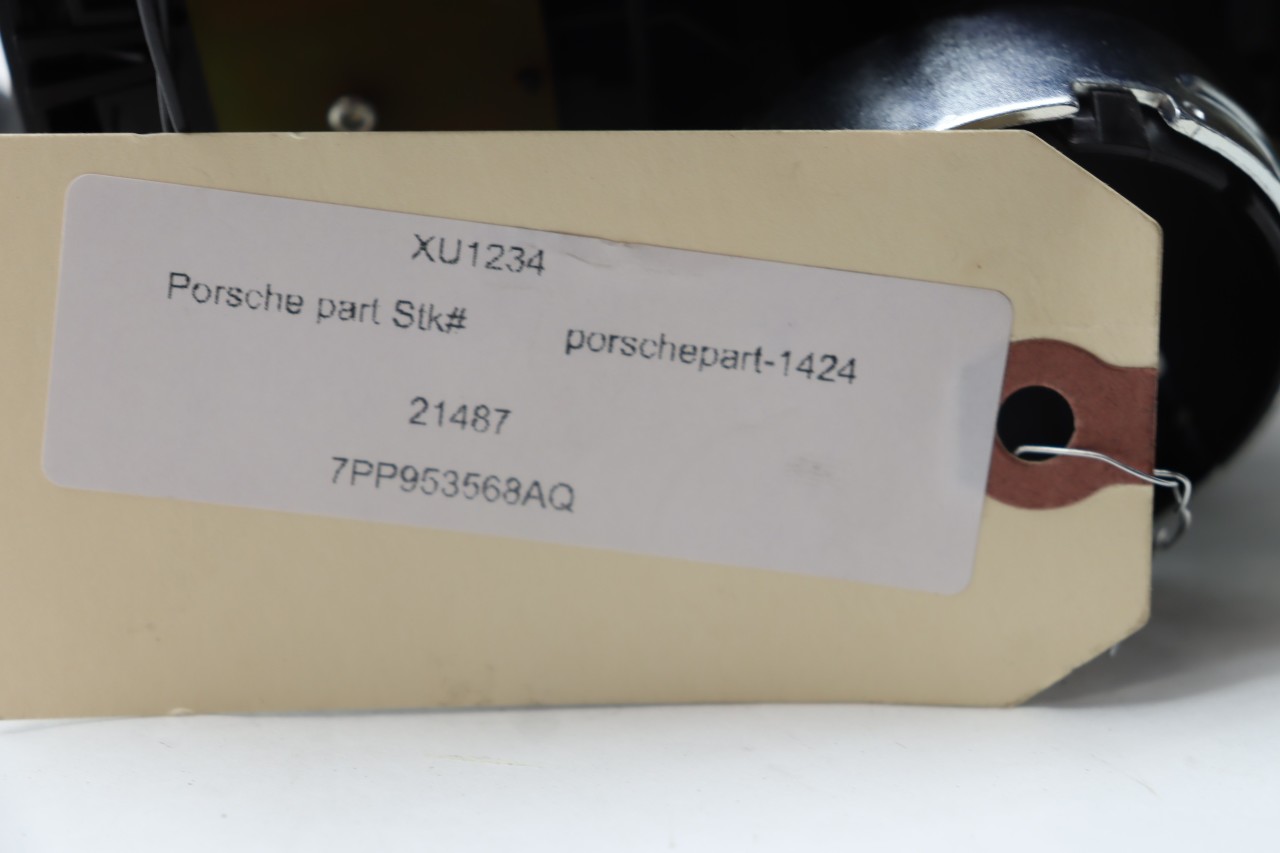 XU1234
Porsche part Stk# porschepart-1424
21487
7PP953568AQ